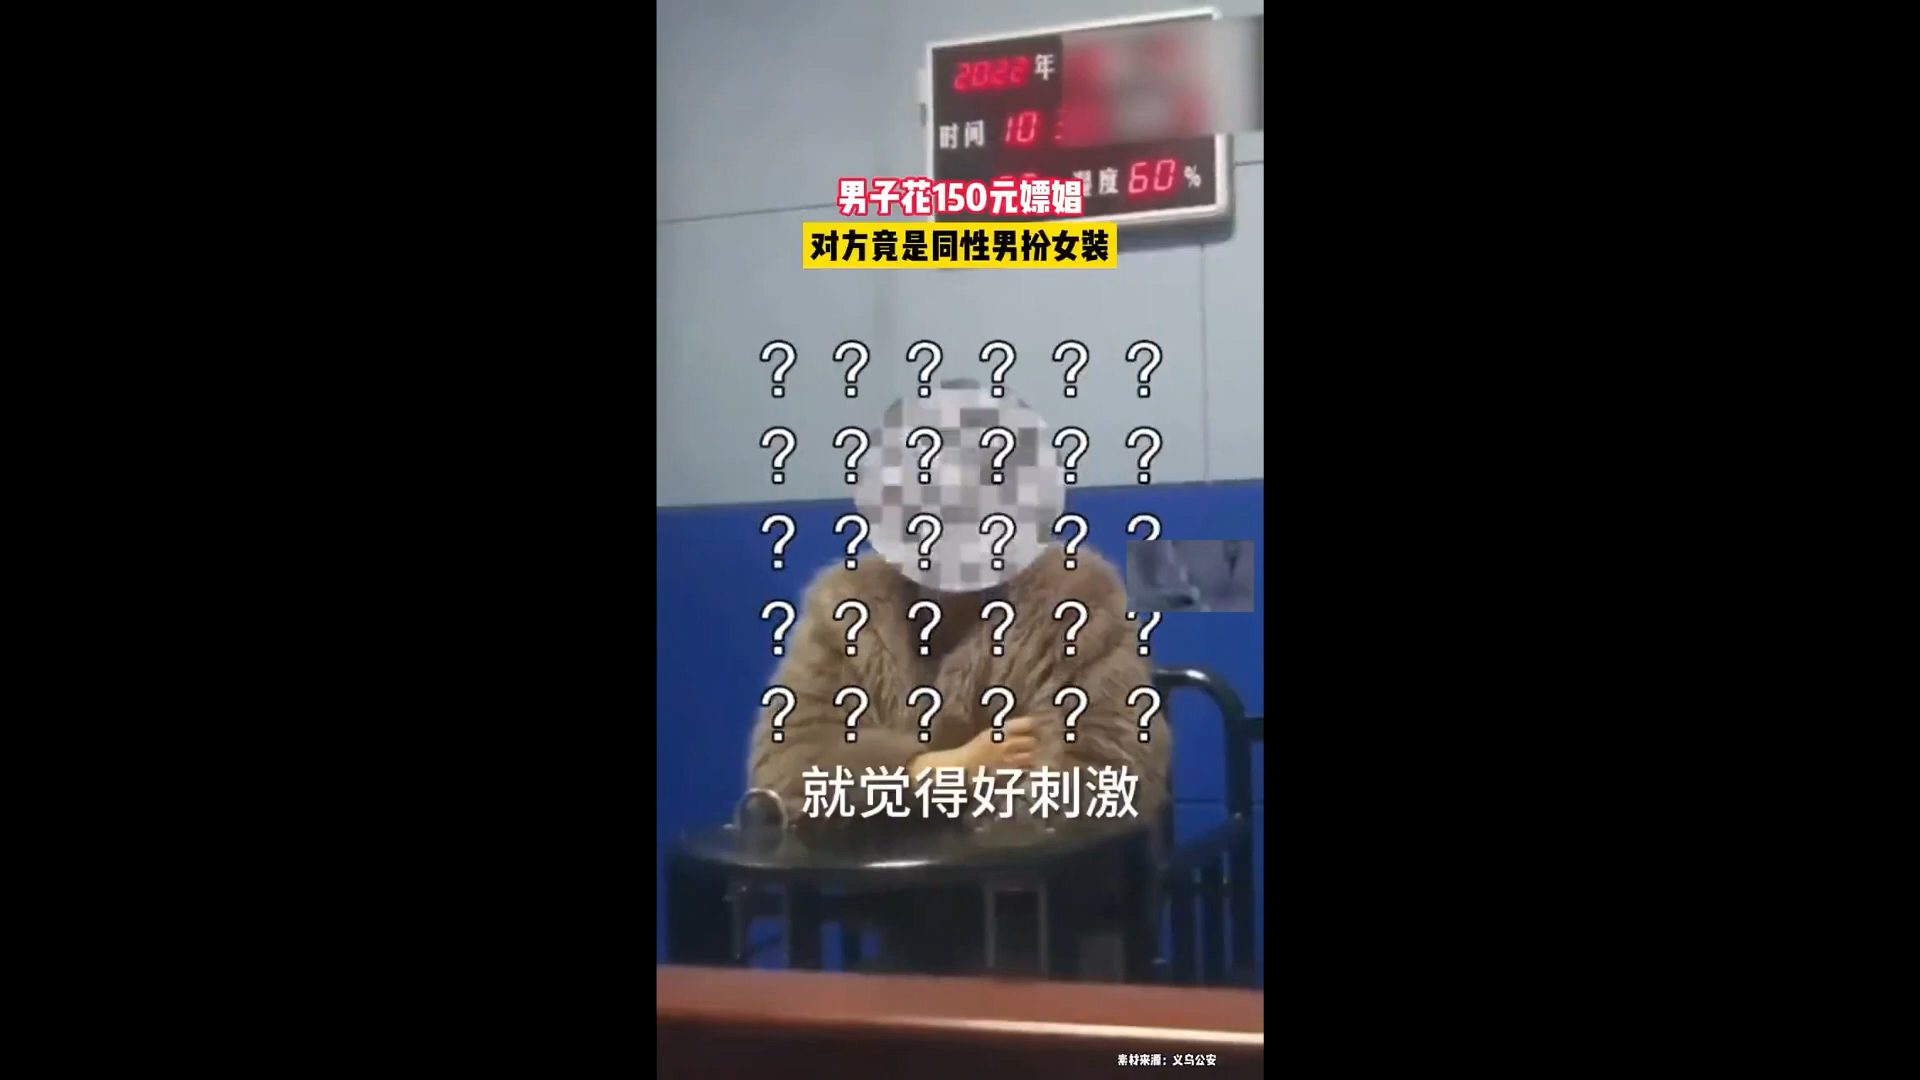 2022年
时间 10
湿度 60 %
男子花150元嫖娼
对方竟是同性男扮女装
? ? ? ? ? ?
? ? ? ? ? ?
? ? ? ? ? ?
? ? ? ? ? ?
? ? ? ? ? ?
就觉得好刺激
素材来源：义乌公安